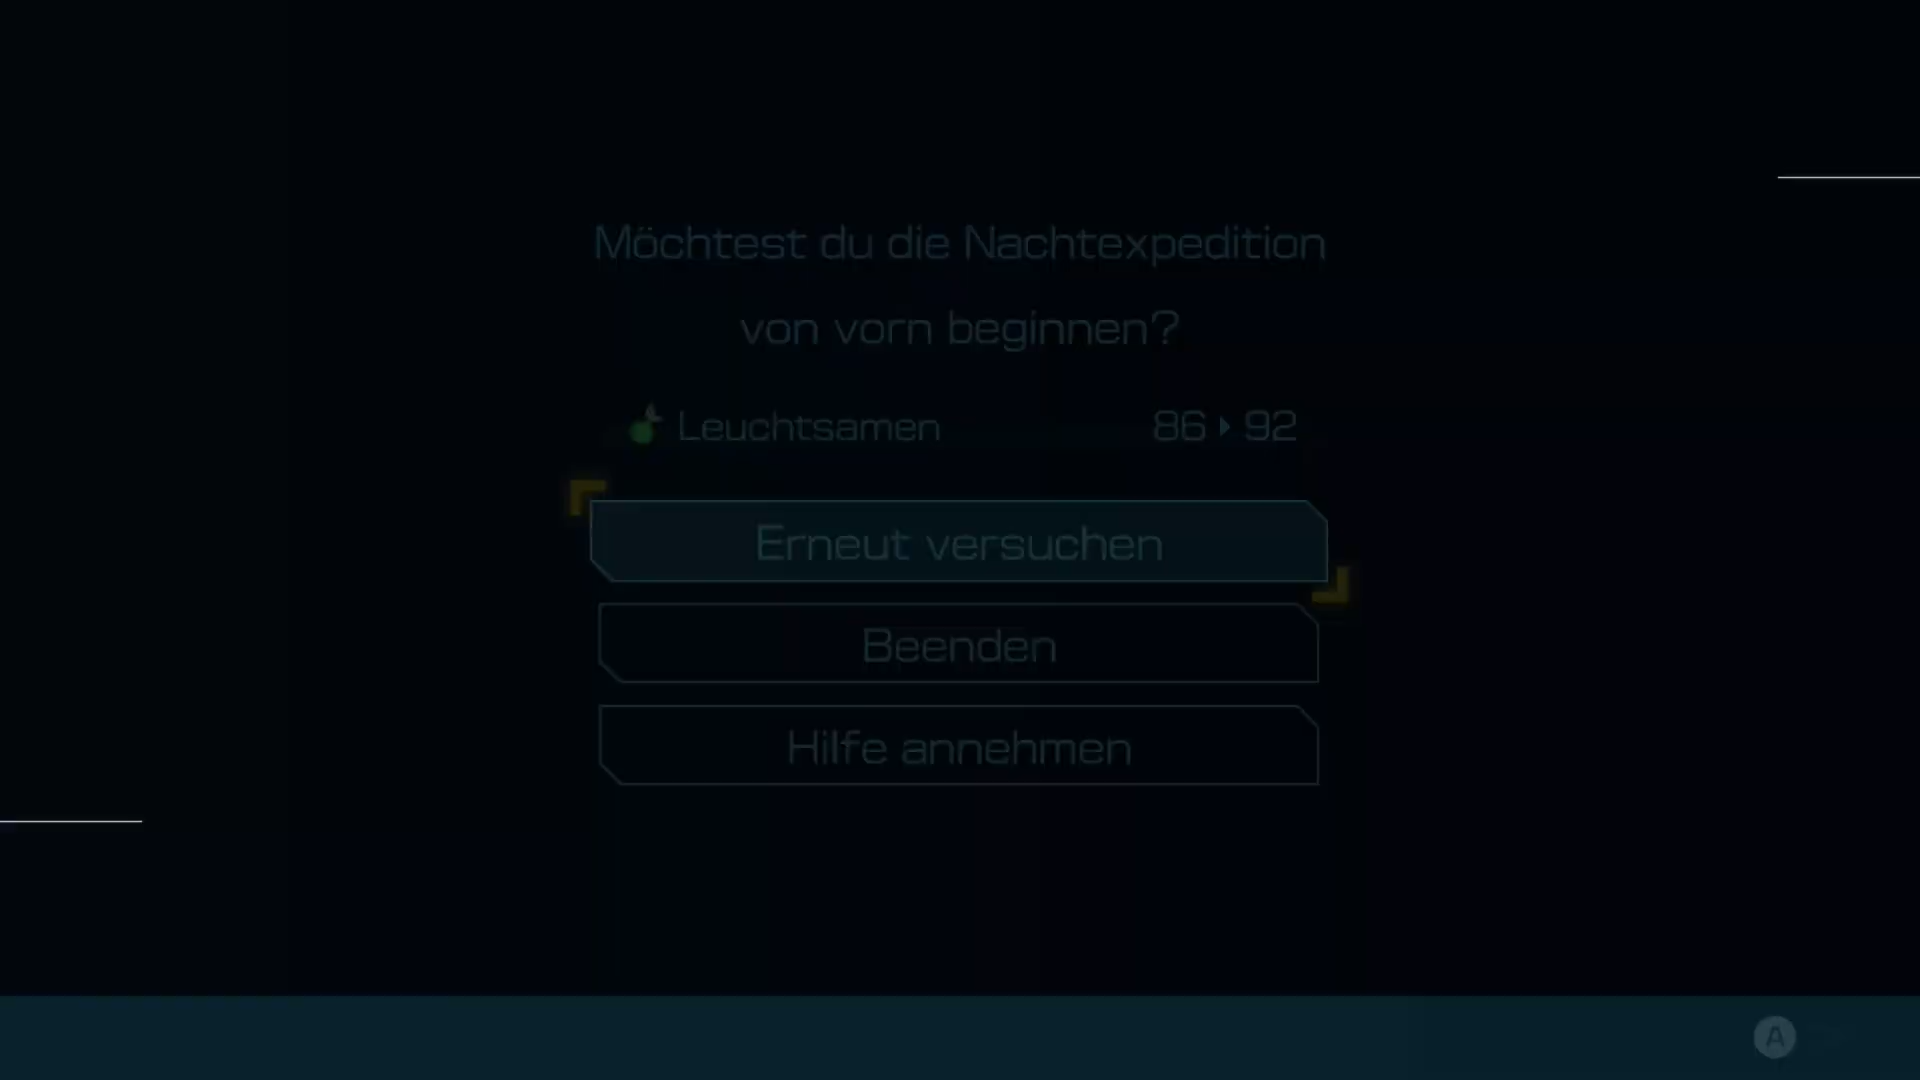 Möchtest du die Nachtexpedition
von vorn beginnen?
Leuchtsamen 86 ▸ 92
Erneut versuchen
Beenden
Hilfe annehmen
A